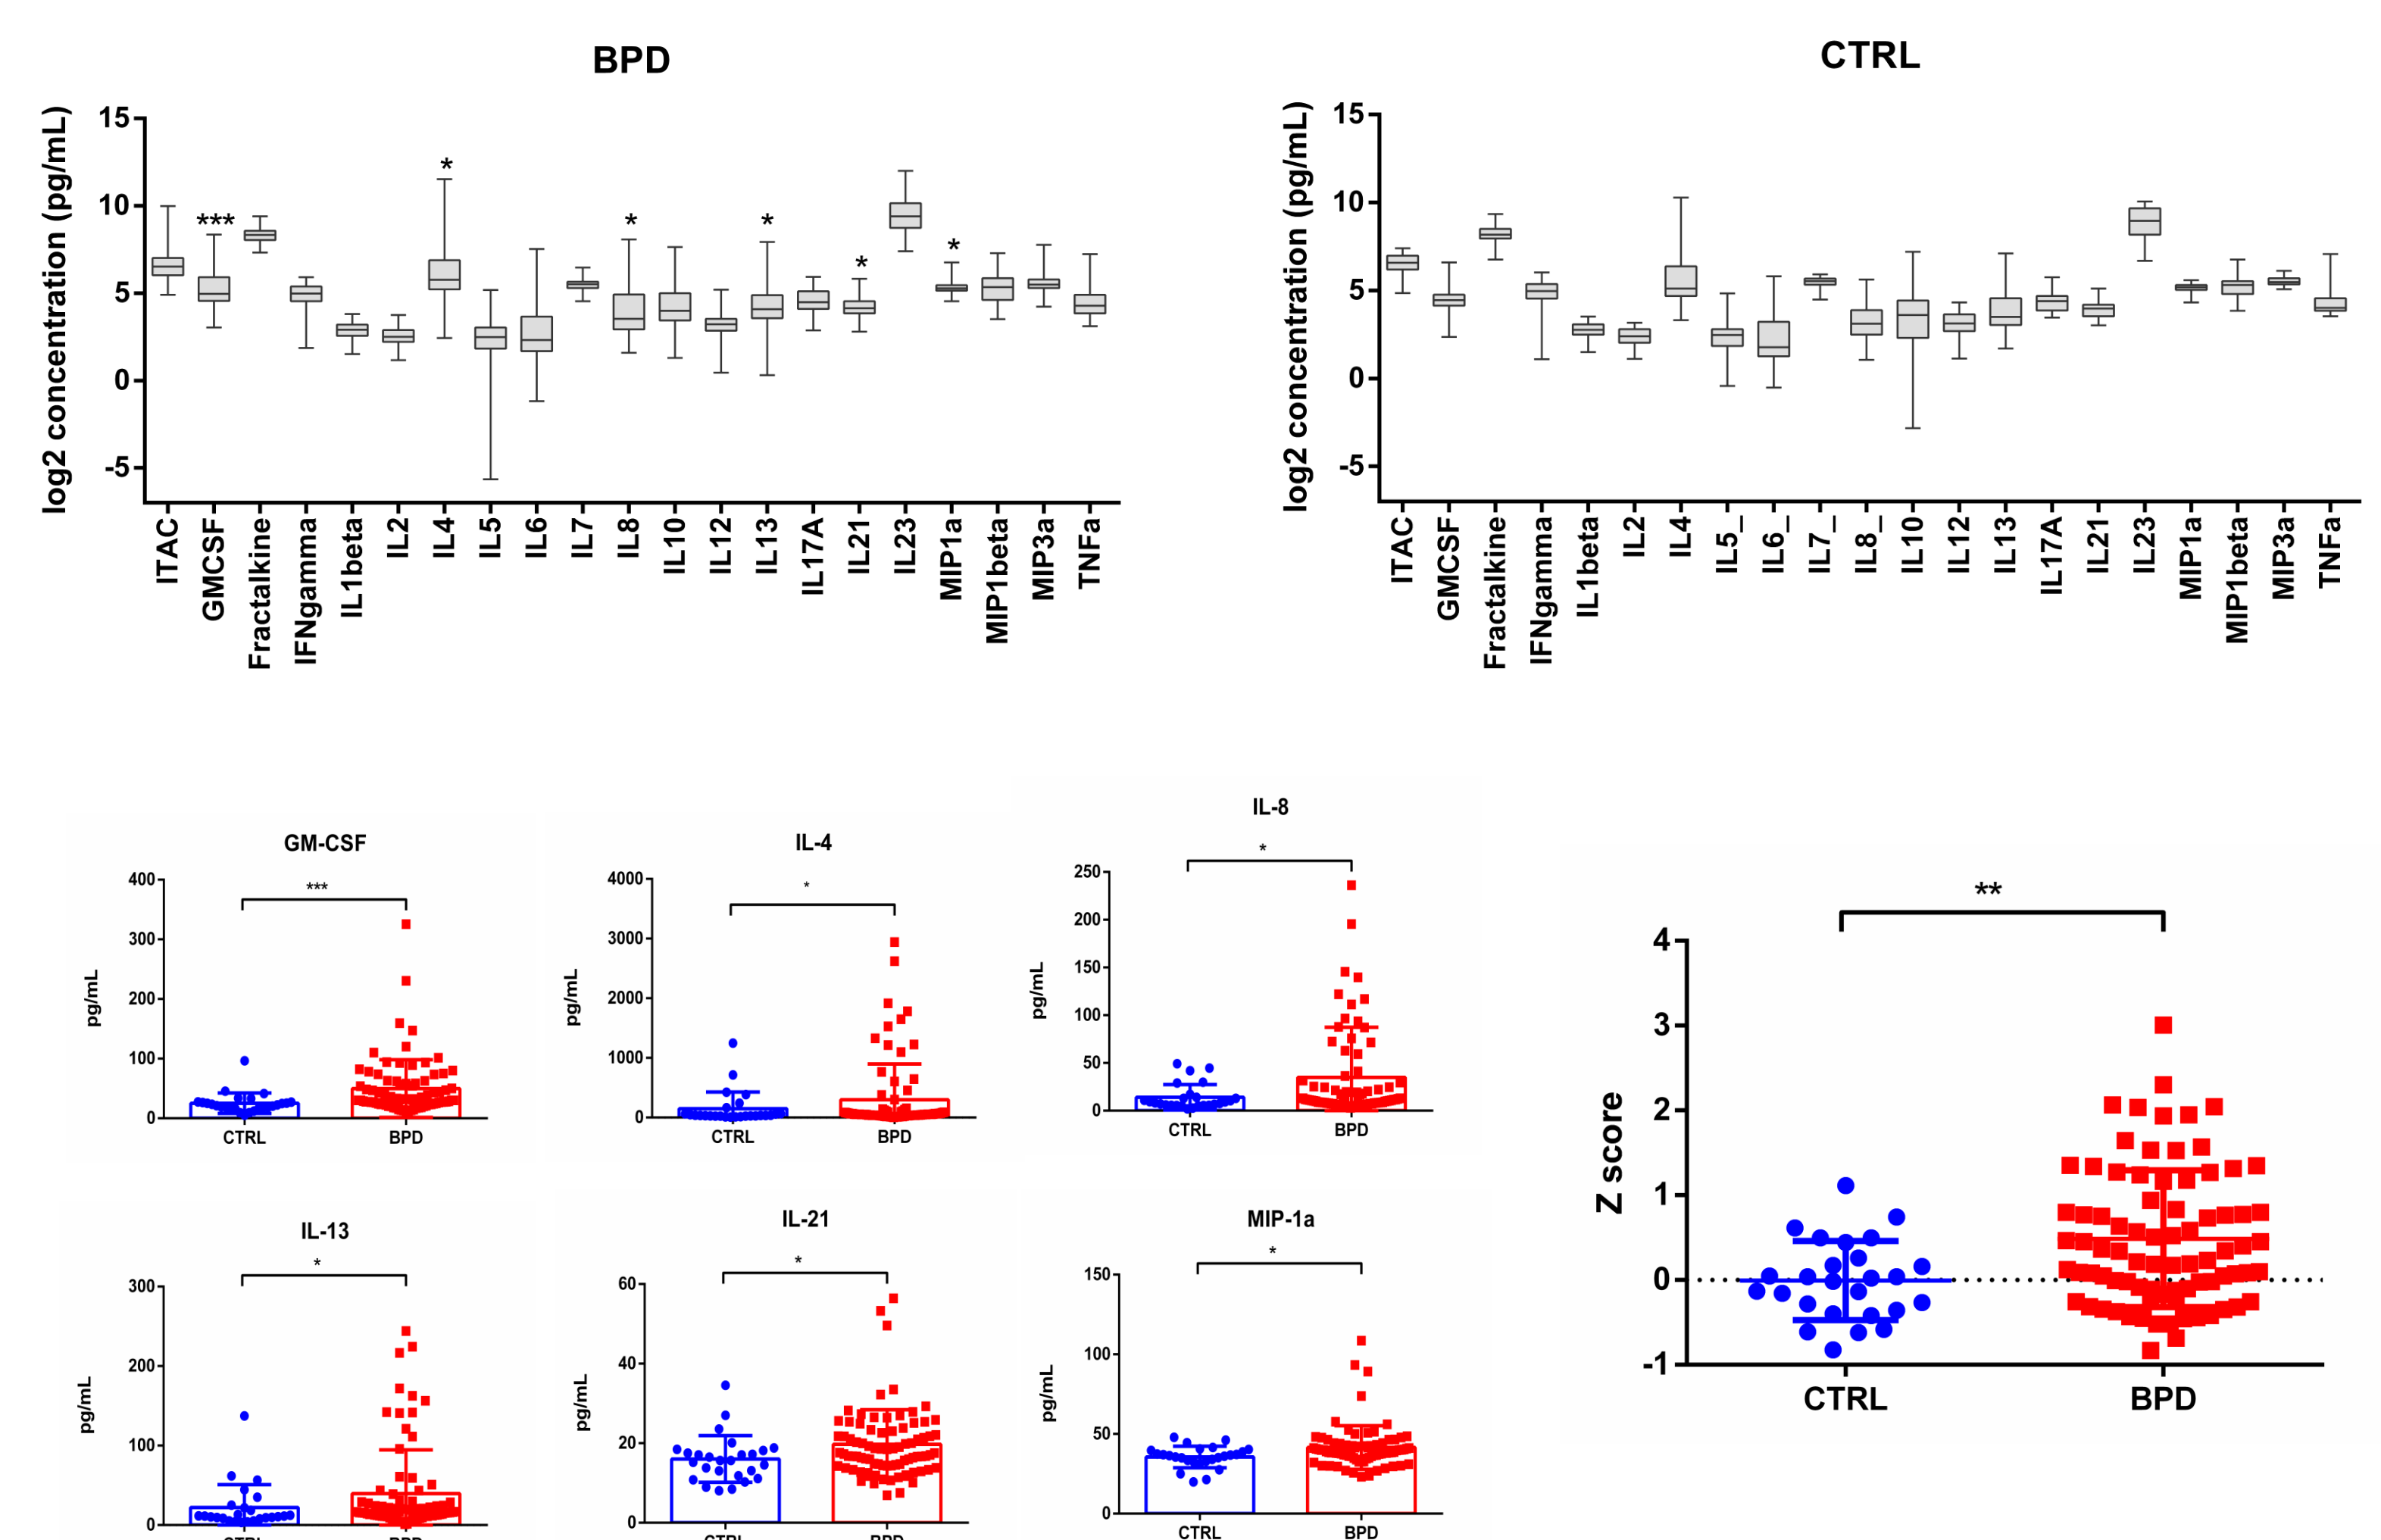 BPD
log2 concentration (pg/mL)
15
10
5
0
-5
*** * * * * *
ITAC GMCSF Fractalkine IFNgamma IL1beta IL2 IL4 IL5 IL6 IL7 IL8 IL10 IL12 IL13 IL17A IL21 IL23 MIP1a MIP1beta MIP3a TNFa
CTRL
log2 concentration (pg/mL)
15
10
5
0
-5
ITAC GMCSF Fractalkine IFNgamma IL1beta IL2 IL4 IL5_ IL6_ IL7_ IL8_ IL10 IL12 IL13 IL17A IL21 IL23 MIP1a MIP1beta MIP3a TNFa
GM-CSF
***
pg/mL
400
300
200
100
0
CTRL BPD
IL-4
*
pg/mL
4000
3000
2000
1000
0
CTRL BPD
IL-8
*
pg/mL
250
200
150
100
50
0
CTRL BPD
**
Z score
4
3
2
1
0
-1
CTRL BPD
IL-13
*
pg/mL
300
200
100
0
CTRL BPD
IL-21
*
pg/mL
60
40
20
0
CTRL BPD
MIP-1a
*
pg/mL
150
100
50
0
CTRL BPD